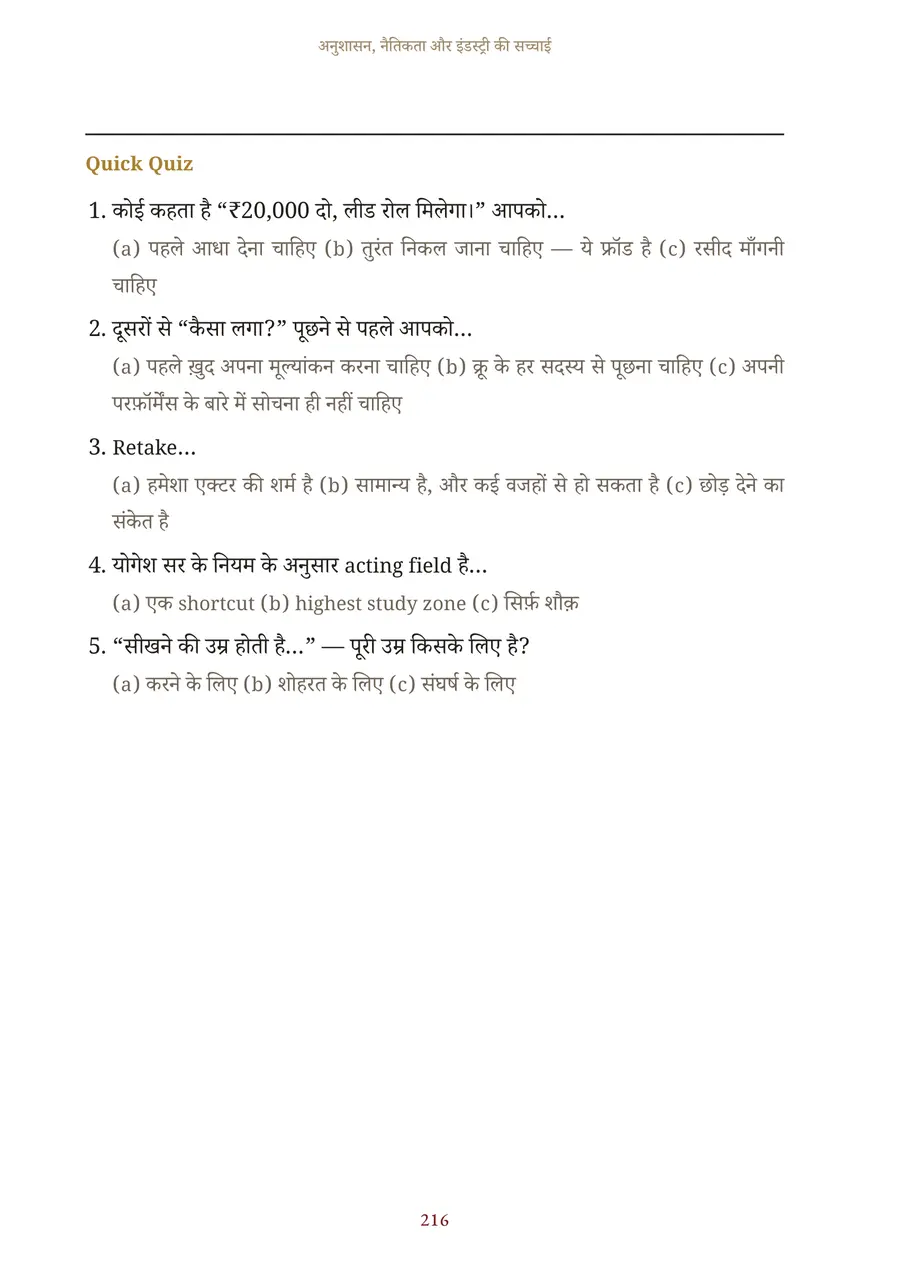 अनुशासन, नैतिकता और इंडस्ट्री की सच्चाई
Quick Quiz
1. कोई कहता है “₹20,000 दो, लीड रोल मिलेगा।” आपको…
(a) पहले आधा देना चाहिए (b) तुरंत निकल जाना चाहिए — ये फ्रॉड है (c) रसीद माँगनी
चाहिए
2. दूसरों से “कैसा लगा?” पूछने से पहले आपको…
(a) पहले ख़ुद अपना मूल्यांकन करना चाहिए (b) क्रू के हर सदस्य से पूछना चाहिए (c) अपनी
परफ़ॉर्मेंस के बारे में सोचना ही नहीं चाहिए
3. Retake…
(a) हमेशा एक्टर की शर्म है (b) सामान्य है, और कई वजहों से हो सकता है (c) छोड़ देने का
संकेत है
4. योगेश सर के नियम के अनुसार acting field है…
(a) एक shortcut (b) highest study zone (c) सिर्फ़ शौक़
5. “सीखने की उम्र होती है…” — पूरी उम्र किसके लिए है?
(a) करने के लिए (b) शोहरत के लिए (c) संघर्ष के लिए
216